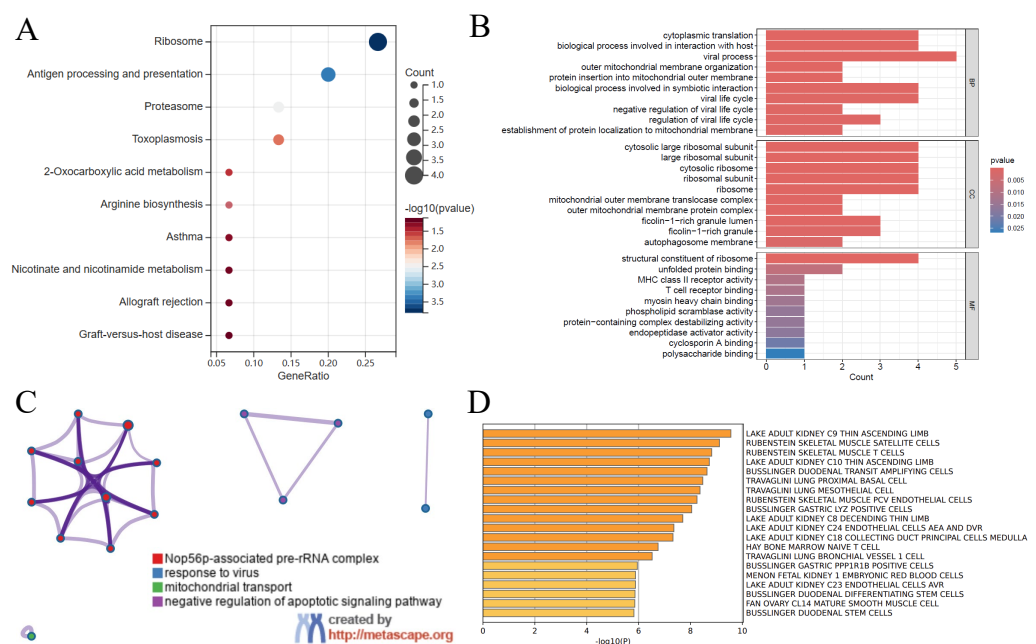 A
Ribosome
Antigen processing and presentation
Proteasome
Toxoplasmosis
2-Oxocarboxylic acid metabolism
Arginine biosynthesis
Asthma
Nicotinate and nicotinamide metabolism
Allograft rejection
Graft-versus-host disease
0.05 0.10 0.15 0.20 0.25
GeneRatio
Count
1.0
1.5
2.0
2.5
3.0
3.5
4.0
-log10(pvalue)
1.5
2.0
2.5
3.0
3.5
B
cytoplasmic translation
biological process involved in interaction with host
viral process
outer mitochondrial membrane organization
protein insertion into mitochondrial outer membrane
biological process involved in symbiotic interaction
viral life cycle
negative regulation of viral life cycle
regulation of viral life cycle
establishment of protein localization to mitochondrial membrane
BP
cytosolic large ribosomal subunit
large ribosomal subunit
cytosolic ribosome
ribosomal subunit
ribosome
mitochondrial outer membrane translocase complex
outer mitochondrial membrane protein complex
ficolin-1-rich granule lumen
ficolin-1-rich granule
autophagosome membrane
CC
structural constituent of ribosome
unfolded protein binding
MHC class II receptor activity
T cell receptor binding
myosin heavy chain binding
phospholipid scramblase activity
protein-containing complex destabilizing activity
endopeptidase activator activity
cyclosporin A binding
polysaccharide binding
MF
0 1 2 3 4 5
Count
pvalue
0.005
0.010
0.015
0.020
0.025
C
Nop56p-associated pre-rRNA complex
response to virus
mitochondrial transport
negative regulation of apoptotic signaling pathway
created by
http://metascape.org
D
LAKE ADULT KIDNEY C9 THIN ASCENDING LIMB
RUBENSTEIN SKELETAL MUSCLE SATELLITE CELLS
RUBENSTEIN SKELETAL MUSCLE T CELLS
LAKE ADULT KIDNEY C10 THIN ASCENDING LIMB
BUSSLINGER DUODENAL TRANSIT AMPLIFYING CELLS
TRAVAGLINI LUNG PROXIMAL BASAL CELL
TRAVAGLINI LUNG MESOTHELIAL CELL
RUBENSTEIN SKELETAL MUSCLE PCV ENDOTHELIAL CELLS
BUSSLINGER GASTRIC LYZ POSITIVE CELLS
LAKE ADULT KIDNEY C8 DECENDING THIN LIMB
LAKE ADULT KIDNEY C24 ENDOTHELIAL CELLS AEA AND DVR
LAKE ADULT KIDNEY C18 COLLECTING DUCT PRINCIPAL CELLS MEDULLA
HAY BONE MARROW NAIVE T CELL
TRAVAGLINI LUNG BRONCHIAL VESSEL 1 CELL
BUSSLINGER GASTRIC PPP1R1B POSITIVE CELLS
MENON FETAL KIDNEY 1 EMBRYONIC RED BLOOD CELLS
LAKE ADULT KIDNEY C23 ENDOTHELIAL CELLS AVR
BUSSLINGER DUODENAL DIFFERENTIATING STEM CELLS
FAN OVARY CL14 MATURE SMOOTH MUSCLE CELL
BUSSLINGER DUODENAL STEM CELLS
0 2 4 6 8 10
-log10(P)